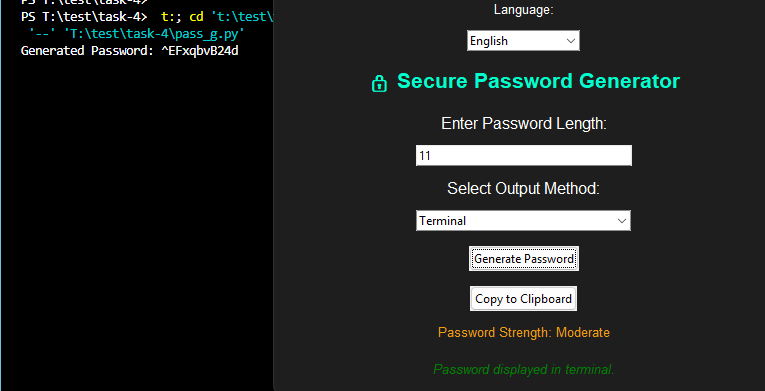 PS T:\test\task-4>
PS T:\test\task-4> t:; cd 't:\test\
'--' 'T:\test\task-4\pass_g.py'
Generated Password: ^EFxqbvB24d
Language:
English
Secure Password Generator
Enter Password Length:
11
Select Output Method:
Terminal
Generate Password
Copy to Clipboard
Password Strength: Moderate
Password displayed in terminal.